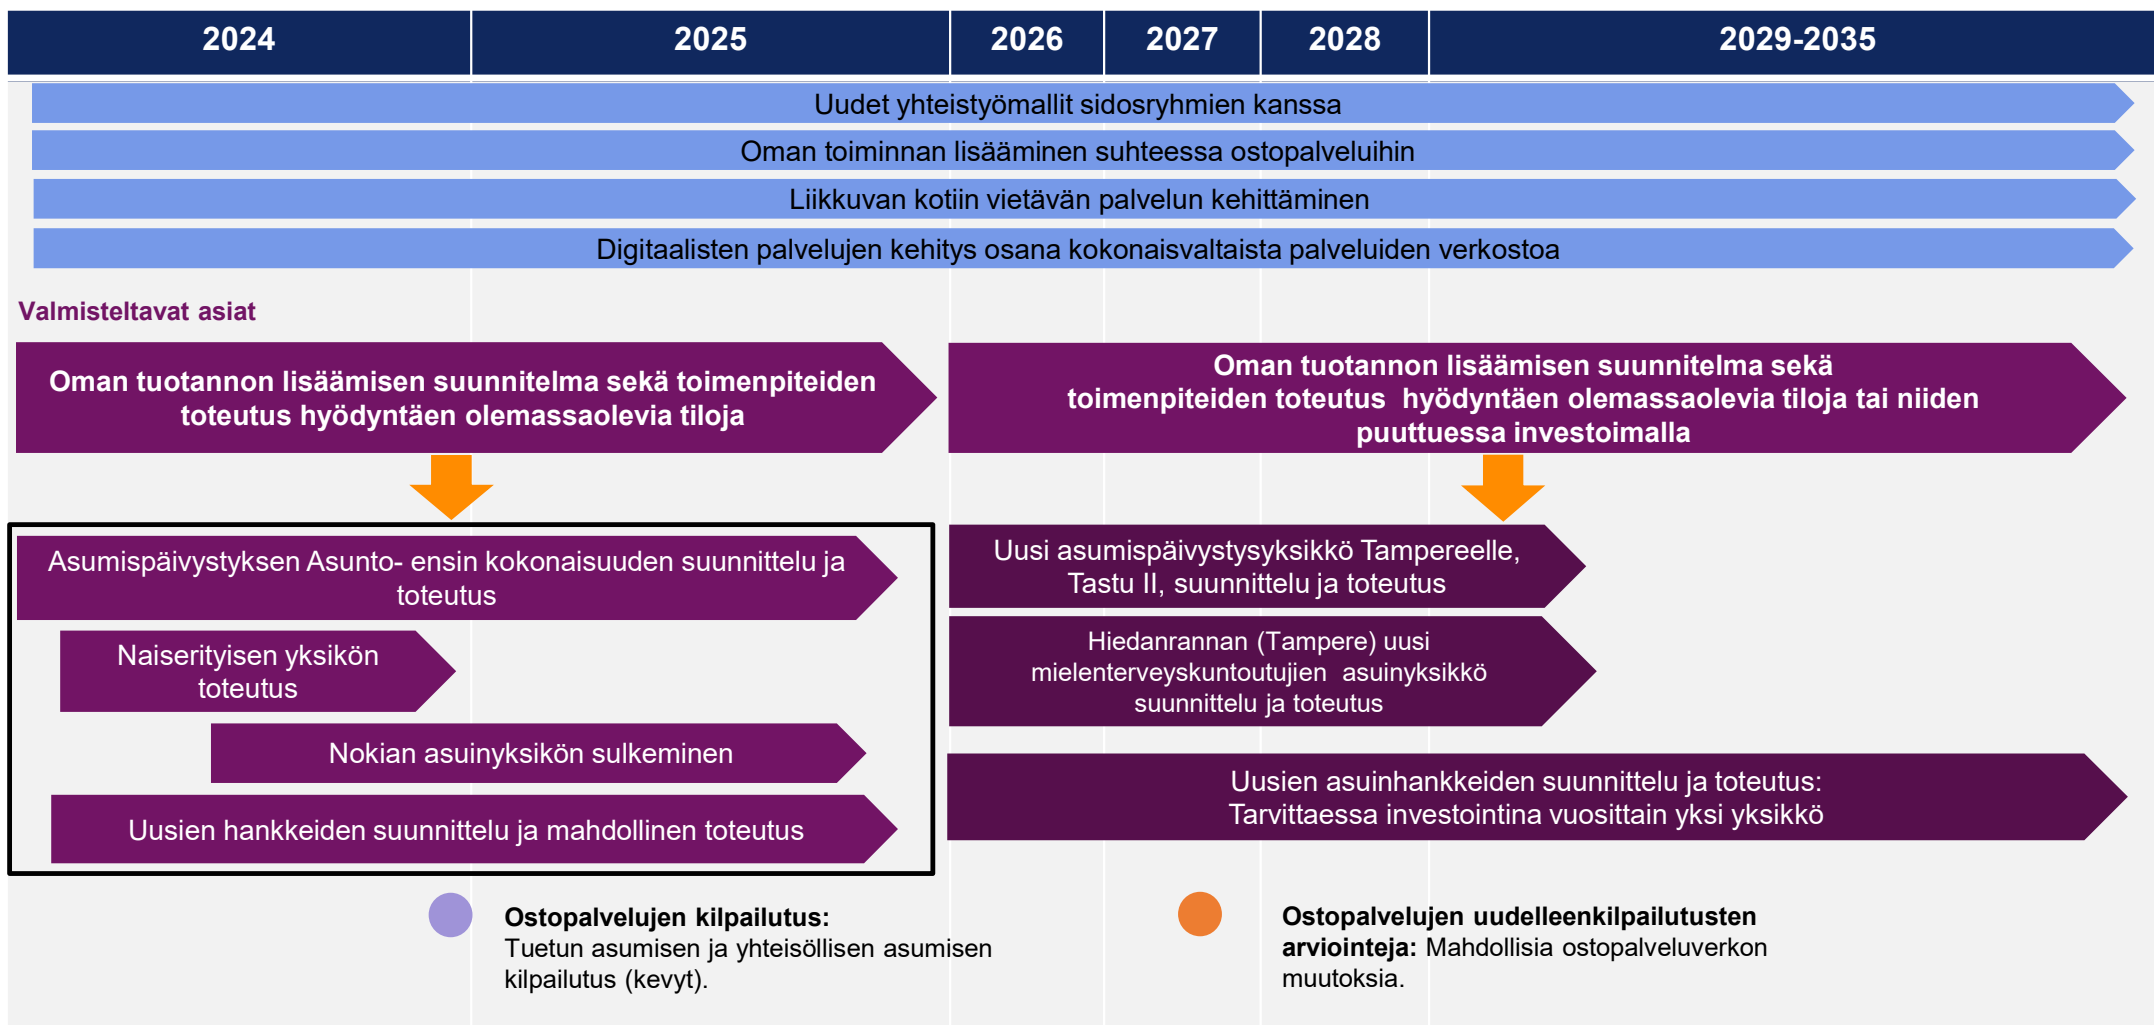 2024 2025 2026 2027 2028 2029-2035
Uudet yhteistyömallit sidosryhmien kanssa
Oman toiminnan lisääminen suhteessa ostopalveluihin
Liikkuvan kotiin vietävän palvelun kehittäminen
Digitaalisten palvelujen kehitys osana kokonaisvaltaista palveluiden verkostoa
Valmisteltavat asiat
Oman tuotannon lisäämisen suunnitelma sekä toimenpiteiden
toteutus hyödyntäen olemassaolevia tiloja
Oman tuotannon lisäämisen suunnitelma sekä
toimenpiteiden toteutus  hyödyntäen olemassaolevia tiloja tai niiden
puuttuessa investoimalla
Asumispäivystyksen Asunto- ensin kokonaisuuden suunnittelu ja
toteutus
Naiserityisen yksikön
toteutus
Nokian asuinyksikön sulkeminen
Uusien hankkeiden suunnittelu ja mahdollinen toteutus
Uusi asumispäivystysyksikkö Tampereelle,
Tastu II, suunnittelu ja toteutus
Hiedanrannan (Tampere) uusi
mielenterveyskuntoutujien  asuinyksikkö
suunnittelu ja toteutus
Uusien asuinhankkeiden suunnittelu ja toteutus:
Tarvittaessa investointina vuosittain yksi yksikkö
Ostopalvelujen kilpailutus:
Tuetun asumisen ja yhteisöllisen asumisen
kilpailutus (kevyt).
Ostopalvelujen uudelleenkilpailutusten
arviointeja: Mahdollisia ostopalveluverkon
muutoksia.